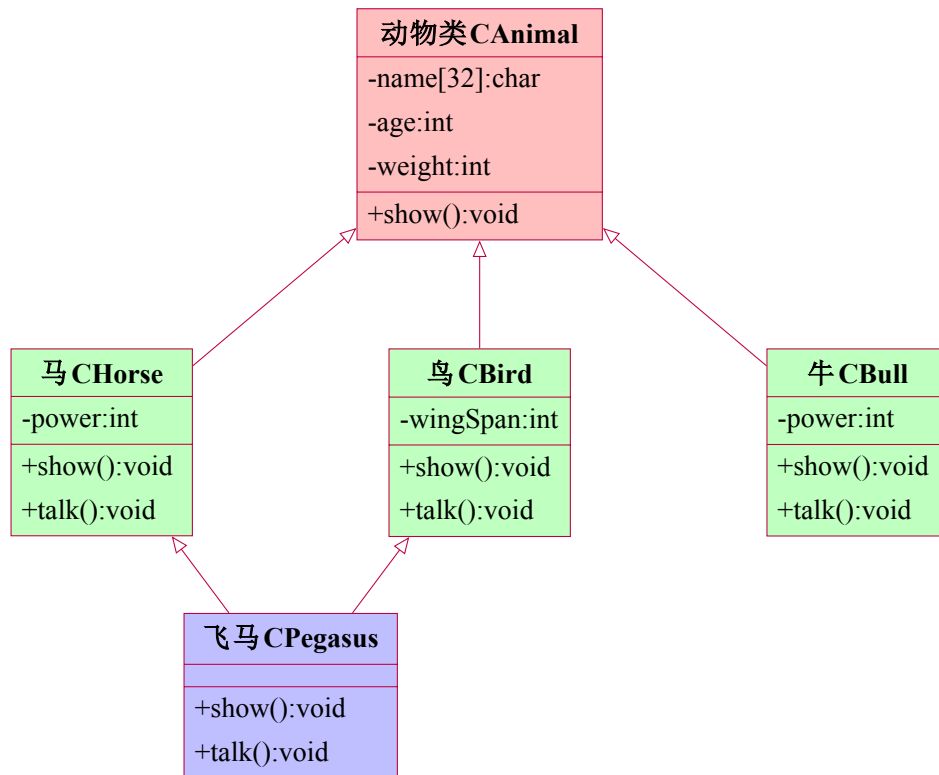 动物类CAnimal
-name[32]:char
-age:int
-weight:int
+show():void
马CHorse
-power:int
+show():void
+talk():void
鸟CBird
-wingSpan:int
+show():void
+talk():void
牛CBull
-power:int
+show():void
+talk():void
飞马CPegasus
+show():void
+talk():void